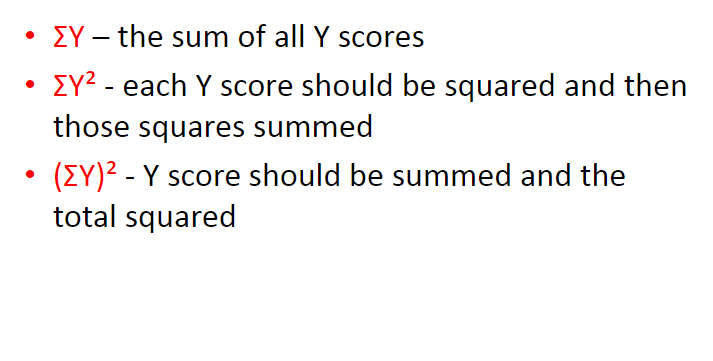 • ΣY – the sum of all Y scores
• ΣY² - each Y score should be squared and then
those squares summed
• (ΣY)² - Y score should be summed and the
total squared